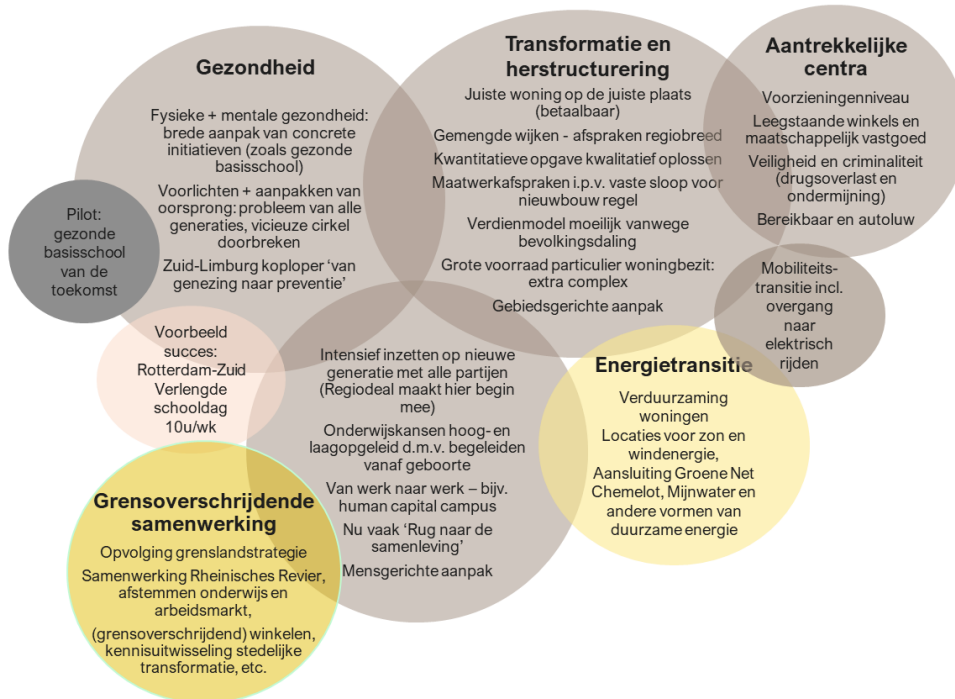 Gezondheid
Fysieke + mentale gezondheid:
brede aanpak van concrete
initiatieven (zoals gezonde
basisschool)
Voorlichten + aanpakken van
oorsprong: probleem van alle
generaties, vicieuze cirkel
doorbreken
Zuid-Limburg koploper ‘van
genezing naar preventie’
Transformatie en
herstructurering
Juiste woning op de juiste plaats
(betaalbaar)
Gemengde wijken - afspraken regiobreed
Kwantitatieve opgave kwalitatief oplossen
Maatwerkafspraken i.p.v. vaste sloop voor
nieuwbouw regel
Verdienmodel moeilijk vanwege
bevolkingsdaling
Grote voorraad particulier woningbezit:
extra complex
Gebiedsgerichte aanpak
Aantrekkelijke
centra
Voorzieningenniveau
Leegstaande winkels en
maatschappelijk vastgoed
Veiligheid en criminaliteit
(drugsoverlast en
ondermijning)
Bereikbaar en autoluw
Pilot:
gezonde
basisschool
van de
toekomst
Mobiliteits-
transitie incl.
overgang
naar
elektrisch
rijden
Voorbeeld
succes:
Rotterdam-Zuid
Verlengde
schooldag
10u/wk
Intensief inzetten op nieuwe
generatie met alle partijen
(Regiodeal maakt hier begin
mee)
Onderwijskansen hoog- en
laagopgeleid d.m.v. begeleiden
vanaf geboorte
Van werk naar werk – bijv.
human capital campus
Nu vaak ‘Rug naar de
samenleving’
Mensgerichte aanpak
Energietransitie
Verduurzaming
woningen
Locaties voor zon en
windenergie,
Aansluiting Groene Net
Chemelot, Mijnwater en
andere vormen van
duurzame energie
Grensoverschrijdende
samenwerking
Opvolging grenslandstrategie
Samenwerking Rheinisches Revier,
afstemmen onderwijs en
arbeidsmarkt,
(grensoverschrijdend) winkelen,
kennisuitwisseling stedelijke
transformatie, etc.